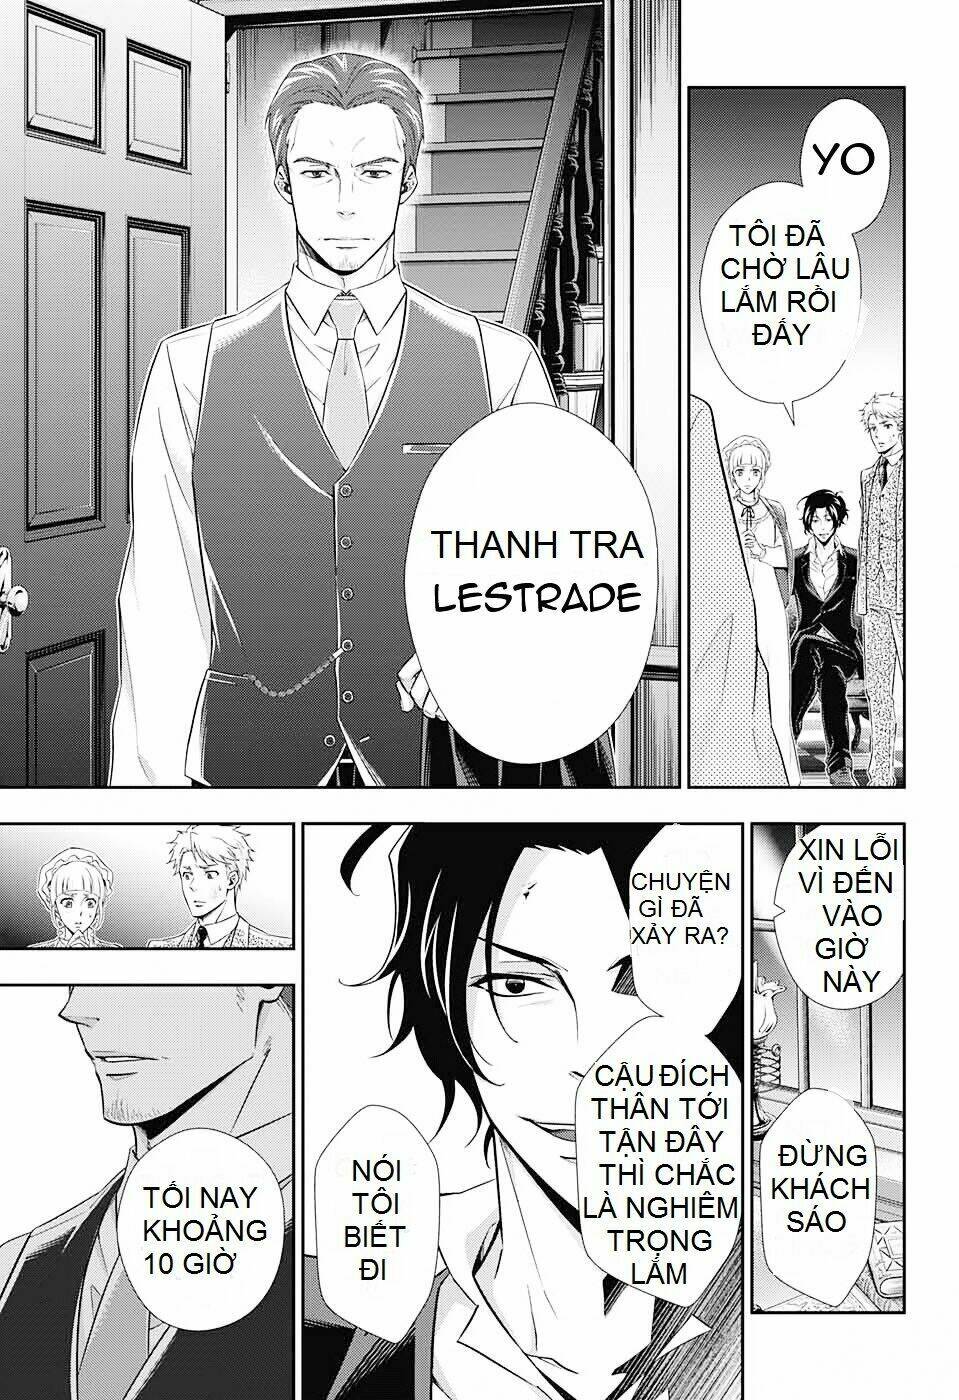 YO
TÔI ĐÃ
CHỜ LÂU
LẮM RỒI
ĐẤY
THANH TRA
LESTRADE
XIN LỖI
VÌ ĐẾN
VÀO
GIỜ
NÀY
ĐỪNG
KHÁCH
SÁO
CHUYỆN
GÌ ĐÃ
XẢY RA?
CẬU ĐÍCH
THÂN TỚI
TẬN ĐÂY
THÌ CHẮC
LÀ NGHIÊM
TRỌNG
LẮM
NÓI
TÔI
BIẾT
ĐI
TỐI NAY
KHOẢNG
10 GIỜ